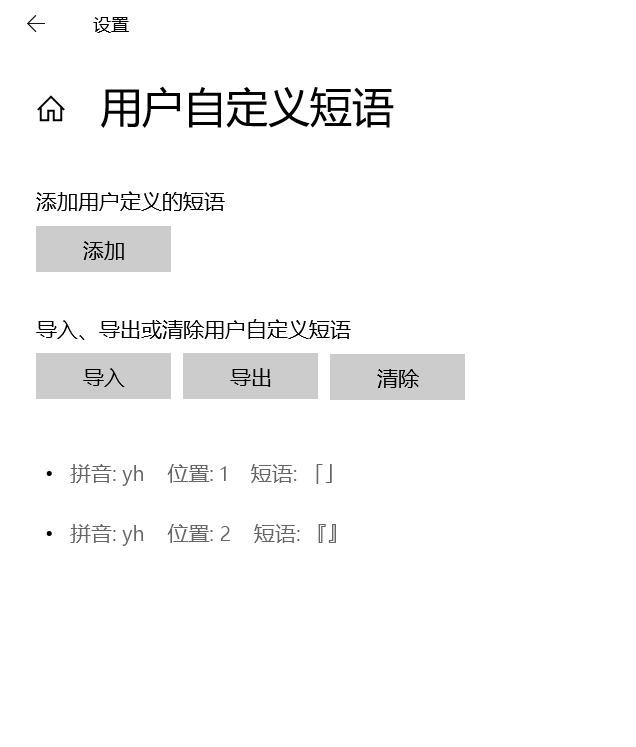 设置
用户自定义短语
添加用户定义的短语
添加
导入、导出或清除用户自定义短语
导入 导出 清除
• 拼音: yh 位置: 1 短语: 「」
• 拼音: yh 位置: 2 短语: 『』